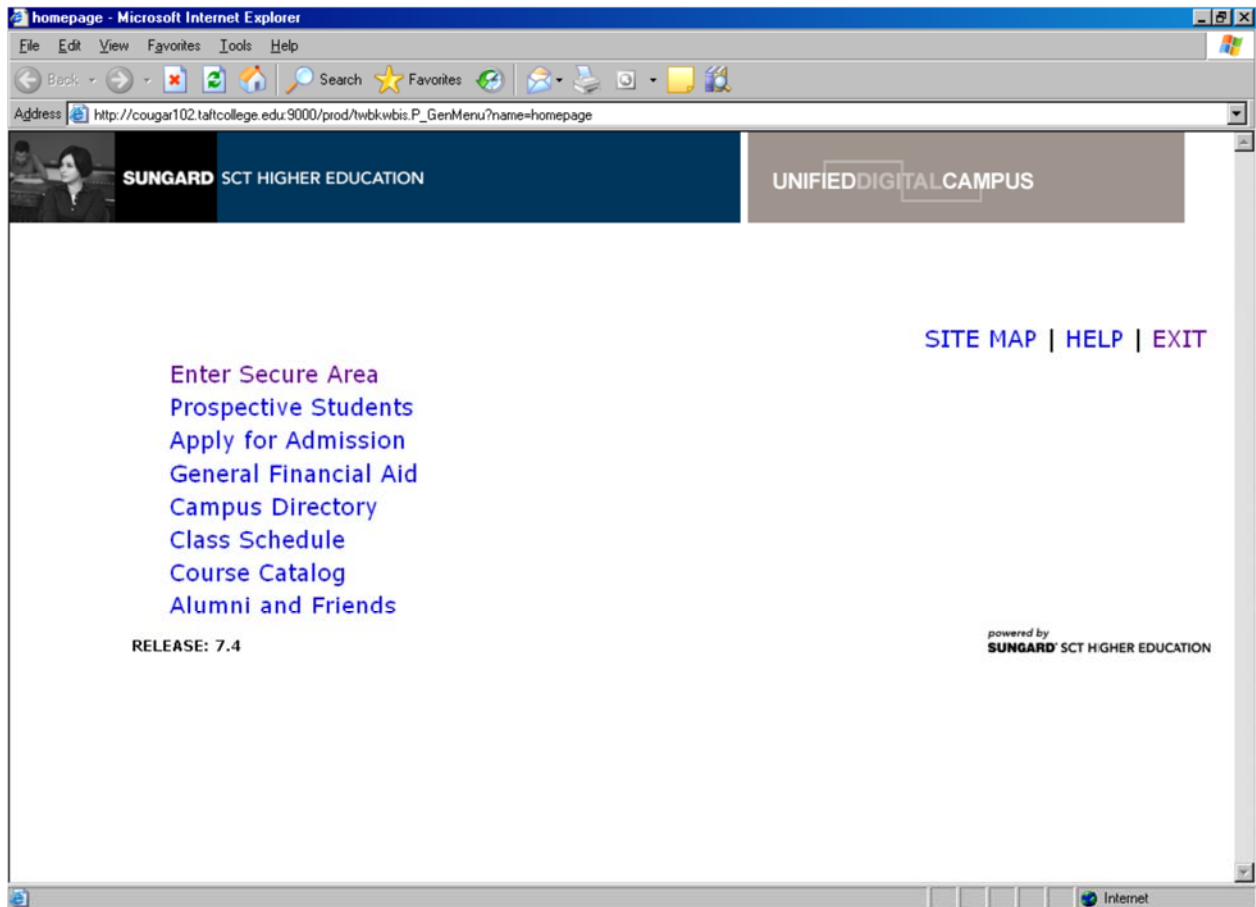 homepage - Microsoft Internet Explorer
File Edit View Favorites Tools Help
Back Search Favorites
Address http://cougar102.taftcollege.edu:9000/prod/twbkwbis.P_GenMenu?name=homepage
SUNGARD SCT HIGHER EDUCATION UNIFIEDDIGITALCAMPUS
SITE MAP | HELP | EXIT
Enter Secure Area
Prospective Students
Apply for Admission
General Financial Aid
Campus Directory
Class Schedule
Course Catalog
Alumni and Friends
RELEASE: 7.4
powered by
SUNGARD® SCT HIGHER EDUCATION
Internet